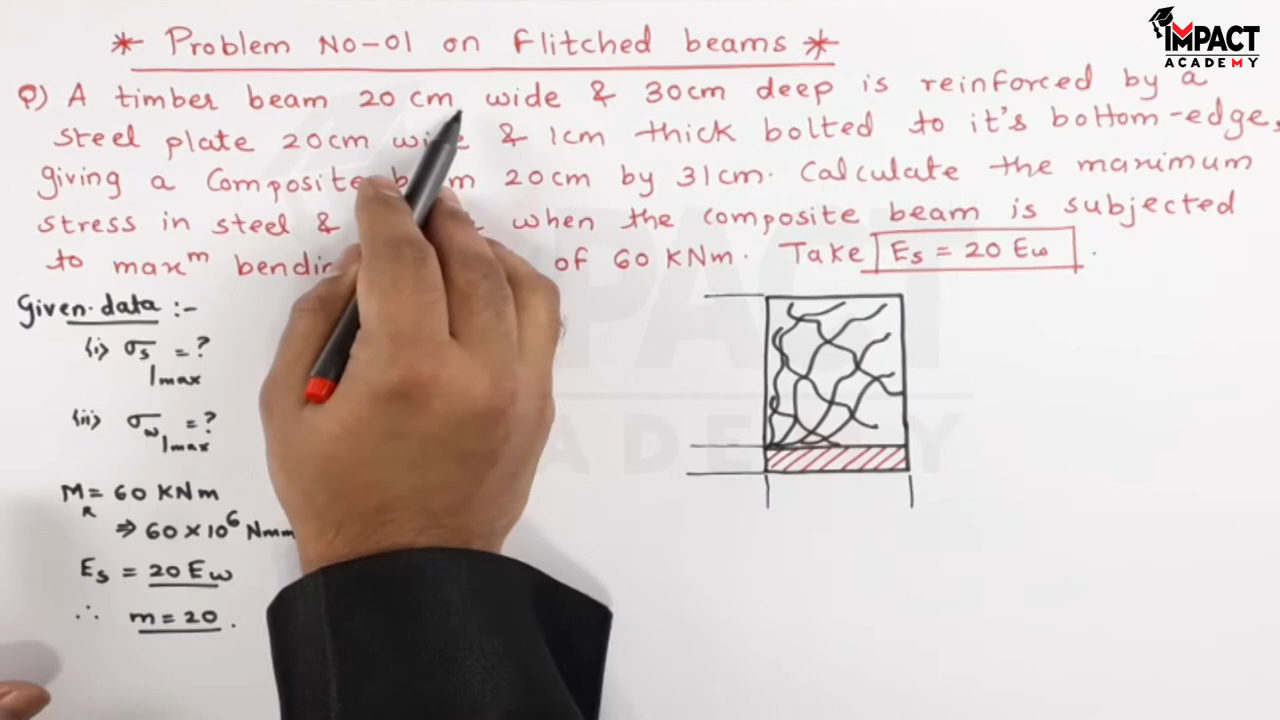 IMPACT
ACADEMY
* Problem No-01 on Flitched beams *
Q) A timber beam 20 cm wide & 30cm deep is reinforced by a
steel plate 20cm & 1cm thick bolted to it's bottom-edge,
giving a Composite 20cm by 31cm. Calculate the maximum
stress in steel & when the composite beam is subjected
to maxm of 60 KNm. Take Es = 20 Ew.
Given.data :-
(i) σs|max = ?
(ii) σw|max = ?
MR = 60 KNm
⇒ 60 × 10^6 Nmm
Es = 20 Ew
∴ m = 20.
ACADEMY